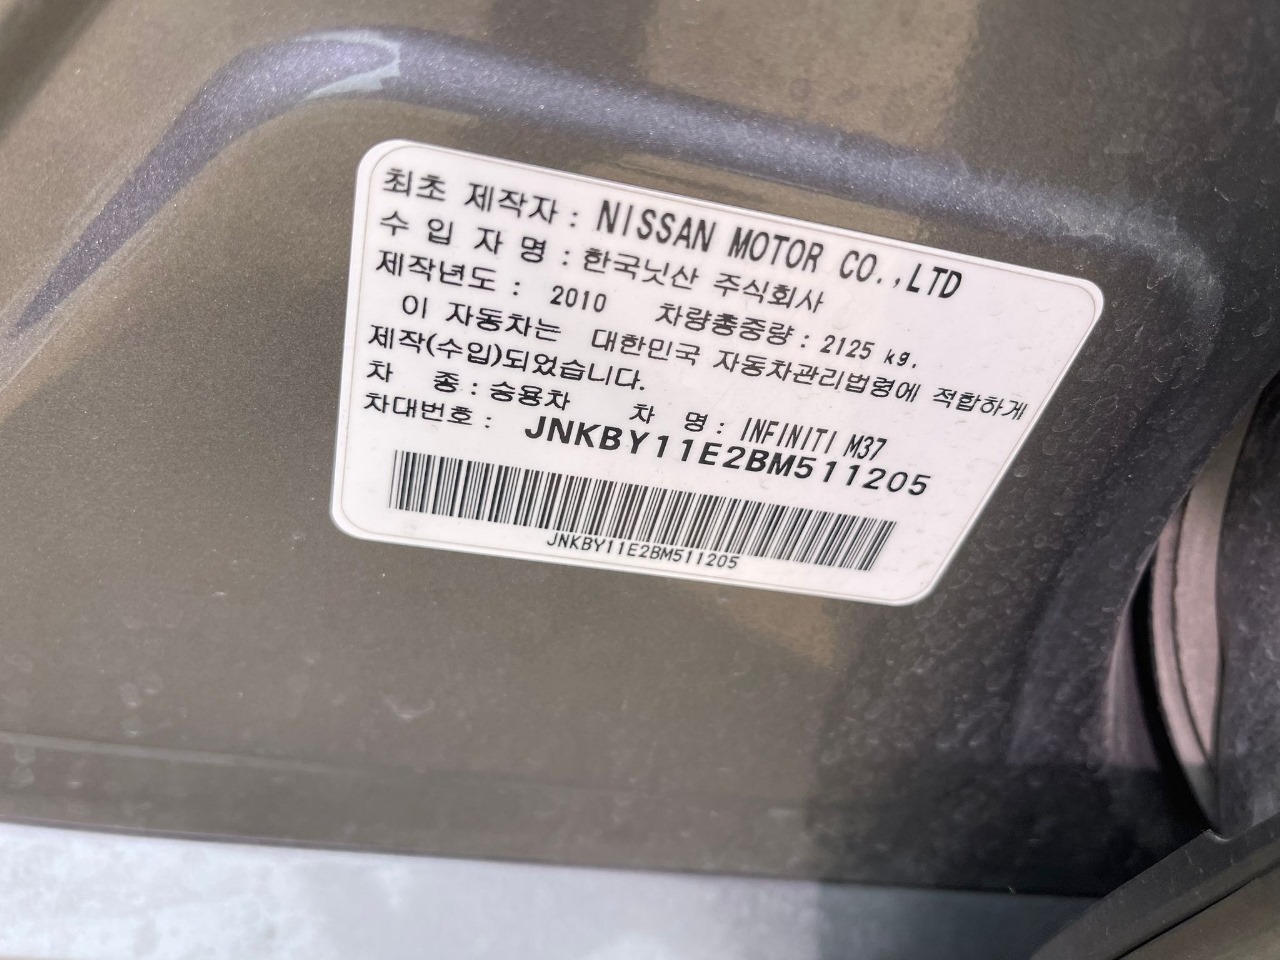 최초 제작자 : NISSAN MOTOR CO.,LTD
수 입 자 명 : 한국닛산 주식회사
제작년도 : 2010 차량총중량 : 2125 kg.
이 자동차는 대한민국 자동차관리법령에 적합하게
제작(수입)되었습니다.
차 종 : 승용차 차 명 : INFINITI M37
차대번호 : JNKBY11E2BM511205
JNKBY11E2BM511205